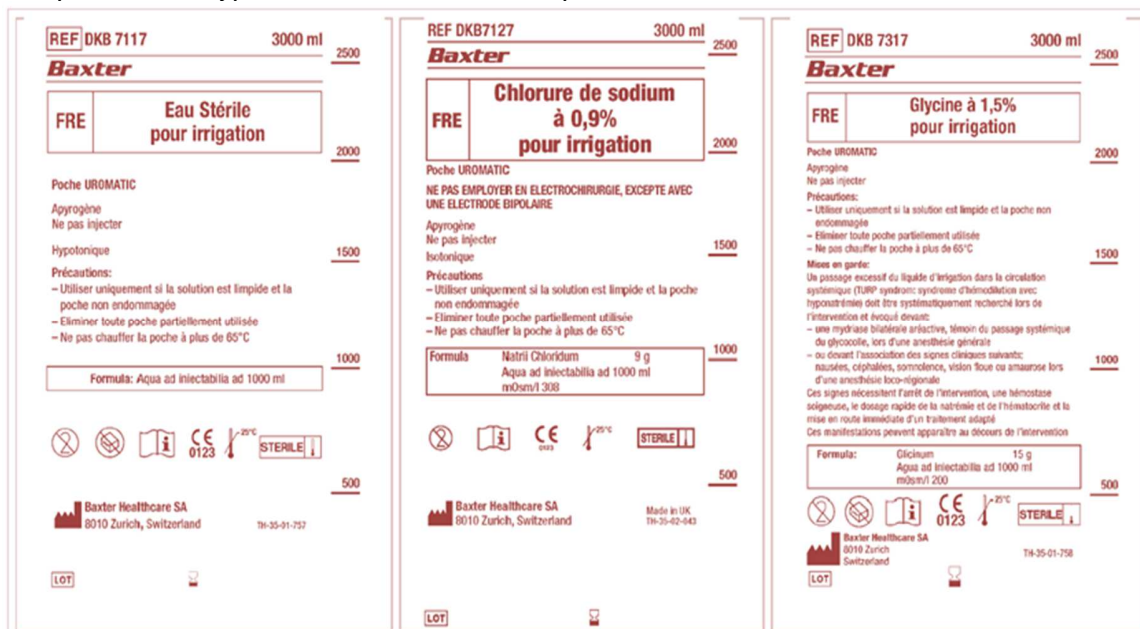 REF DKB 7117 3000 ml
Baxter
FRE
Eau Stérile
pour irrigation
2500
2000
1500
1000
500
Poche UROMATIC
Apyrogène
Ne pas injecter
Hypotonique
Précautions:
– Utiliser uniquement si la solution est limpide et la
poche non endommagée
– Eliminer toute poche partiellement utilisée
– Ne pas chauffer la poche à plus de 65°C
Formula: Aqua ad iniectabilia ad 1000 ml
2
i
CE
0123
25°C
STERILE
Baxter Healthcare SA
8010 Zurich, Switzerland
TH-35-01-757
LOT
REF DKB7127 3000 ml
Baxter
FRE
Chlorure de sodium
à 0,9%
pour irrigation
2500
2000
1500
1000
500
Poche UROMATIC
NE PAS EMPLOYER EN ELECTROCHIRURGIE, EXCEPTE AVEC
UNE ELECTRODE BIPOLAIRE
Apyrogène
Ne pas injecter
Isotonique
Précautions
– Utiliser uniquement si la solution est limpide et la poche
non endommagée
– Eliminer toute poche partiellement utilisée
– Ne pas chauffer la poche à plus de 65°C
Formula Natrii Chloridum 9 g
Aqua ad iniectabilia ad 1000 ml
mOsm/l 308
2
i
CE
0123
25°C
STERILE
Baxter Healthcare SA
8010 Zurich, Switzerland
Made in UK
TH-35-02-043
LOT
REF DKB 7317 3000 ml
Baxter
FRE
Glycine à 1,5%
pour irrigation
2500
2000
1500
1000
500
Poche UROMATIC
Apyrogène
Ne pas injecter
Précautions:
– Utiliser uniquement si la solution est limpide et la poche non
endommagée
– Eliminer toute poche partiellement utilisée
– Ne pas chauffer la poche à plus de 65°C
Mises en garde:
Un passage excessif du liquide d'irrigation dans la circulation
systémique (TURP syndrom: syndrome d'hémodilution avec
hyponatrémie) doit être systématiquement recherché lors de
l'intervention et évoqué devant:
– une mydriase bilatérale aréactive, témoin du passage systémique
du glycocolle, lors d'une anesthésie générale
– ou devant l'association des signes cliniques suivants:
nausées, céphalées, somnolence, vision floue ou amaurose lors
d'une anesthésie loco-régionale
Ces signes nécessitent l'arrêt de l'intervention, une hémostase
soigneuse, le dosage rapide de la natrémie et de l'hématocrite et la
mise en route immédiate d'un traitement adapté
Ces manifestations peuvent apparaître au décours de l'intervention
Formula: Glicinum 15 g
Aqua ad iniectabilia ad 1000 ml
mOsm/l 200
2
i
CE
0123
25°C
STERILE
Baxter Healthcare SA
8010 Zurich
Switzerland
TH-35-01-758
LOT